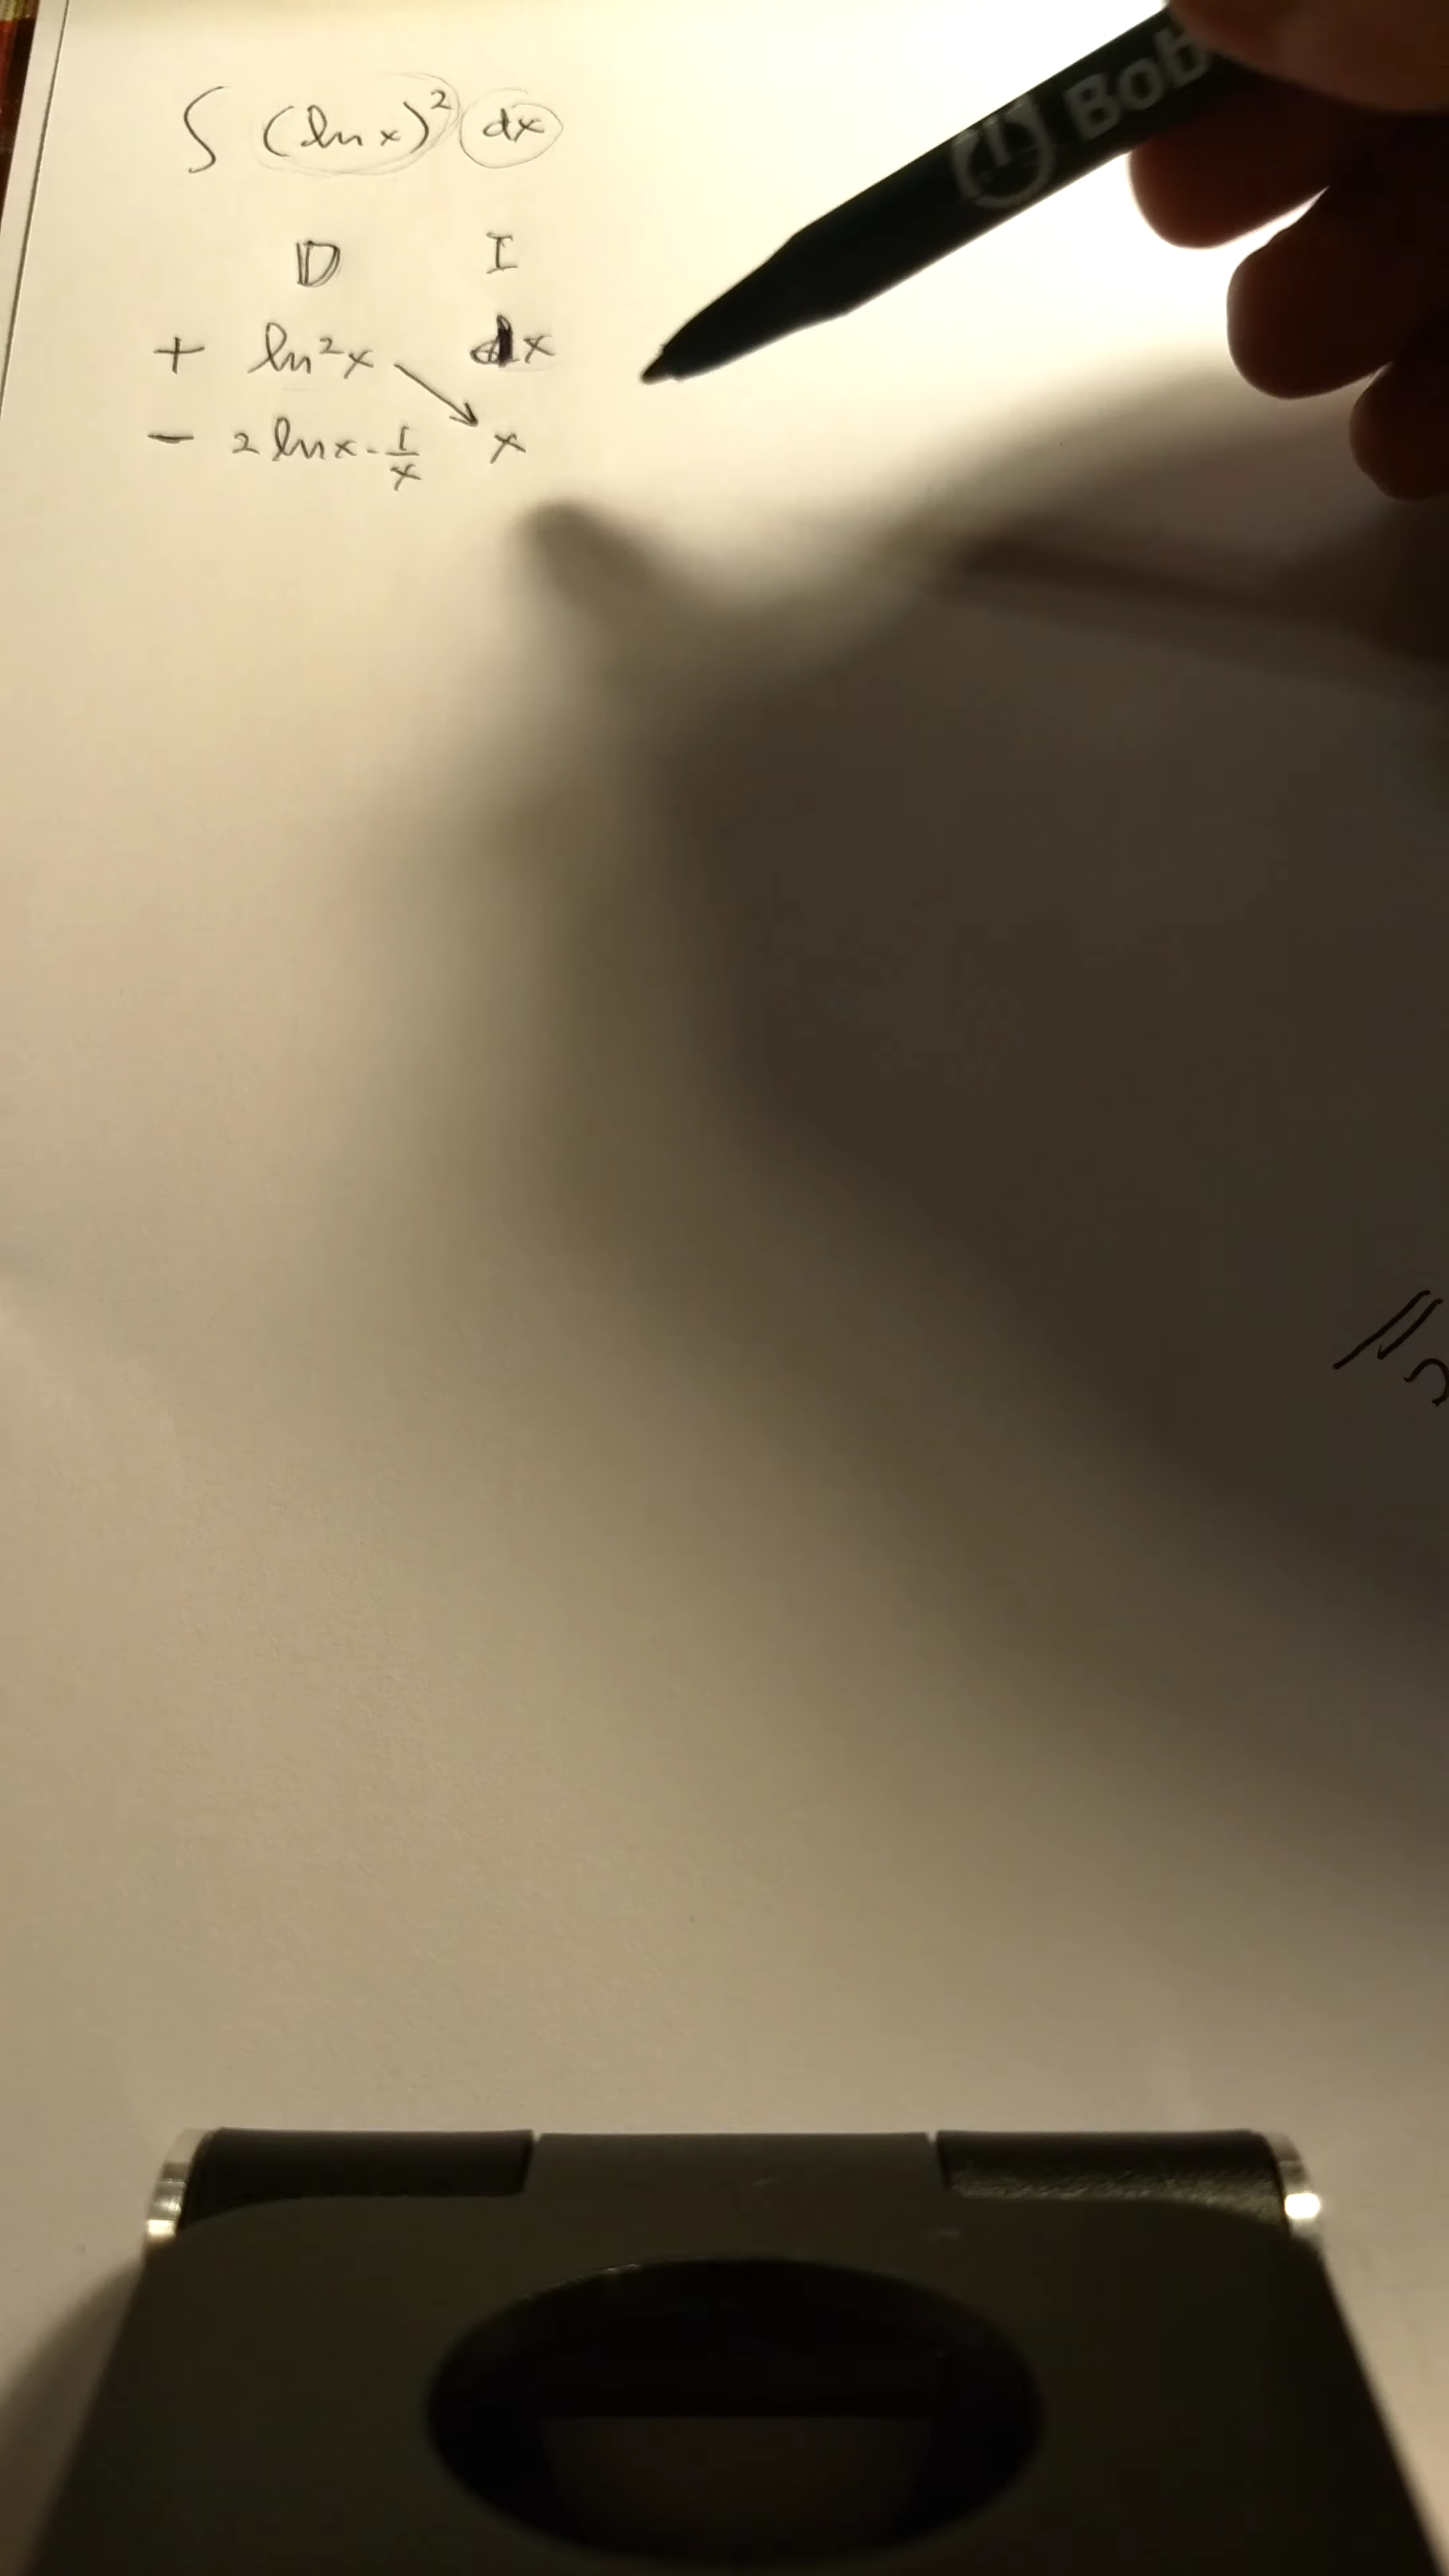 ∫ (ln x)² dx
D I
+ ln²x dx
− 2 ln x · 1/x x
Bob